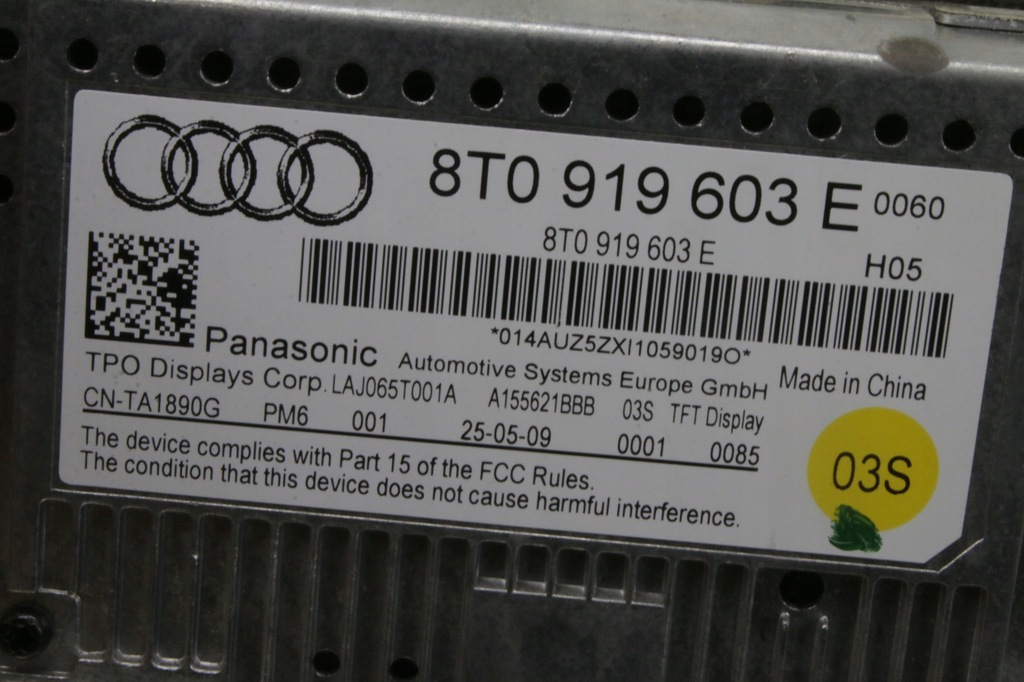 8T0 919 603 E 0060
8T0 919 603 E
H05
*014AUZ5ZXI1059019O*
Panasonic Automotive Systems Europe GmbH Made in China
TPO Displays Corp. LAJ065T001A A155621BBB 03S TFT Display
CN-TA1890G PM6 001 25-05-09 0001 0085
03S
The device complies with Part 15 of the FCC Rules.
The condition that this device does not cause harmful interference.